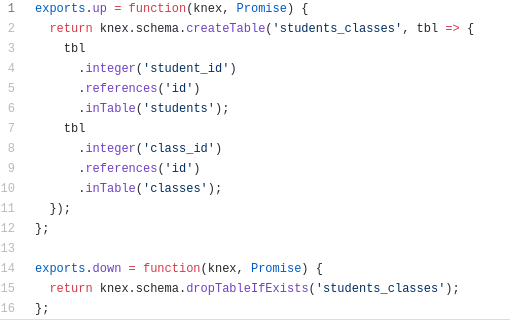 1 exports.up = function(knex, Promise) {
2   return knex.schema.createTable('students_classes', tbl => {
3     tbl
4       .integer('student_id')
5       .references('id')
6       .inTable('students');
7     tbl
8       .integer('class_id')
9       .references('id')
10       .inTable('classes');
11   });
12 };
13
14 exports.down = function(knex, Promise) {
15   return knex.schema.dropTableIfExists('students_classes');
16 };